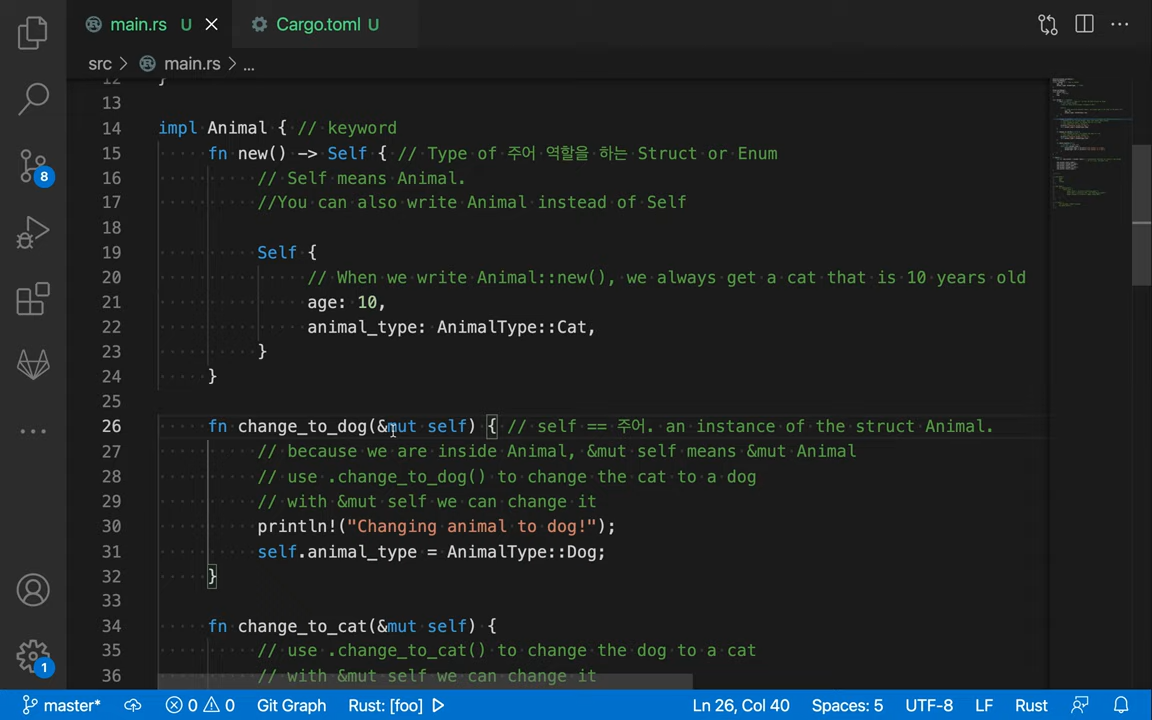 main.rs U
Cargo.toml U
src > main.rs > ...
12 }
13
14 impl Animal { // keyword
15 fn new() -> Self { // Type of 주어 역할을 하는 Struct or Enum
16 // Self means Animal.
17 //You can also write Animal instead of Self
18
19 Self {
20 // When we write Animal::new(), we always get a cat that is 10 years old
21 age: 10,
22 animal_type: AnimalType::Cat,
23 }
24 }
25
26 fn change_to_dog(&mut self) { // self == 주어. an instance of the struct Animal.
27 // because we are inside Animal, &mut self means &mut Animal
28 // use .change_to_dog() to change the cat to a dog
29 // with &mut self we can change it
30 println!("Changing animal to dog!");
31 self.animal_type = AnimalType::Dog;
32 }
33
34 fn change_to_cat(&mut self) {
35 // use .change_to_cat() to change the dog to a cat
36 // with &mut self we can change it
8
1
master* 0 0 Git Graph Rust: [foo] Ln 26, Col 40 Spaces: 5 UTF-8 LF Rust